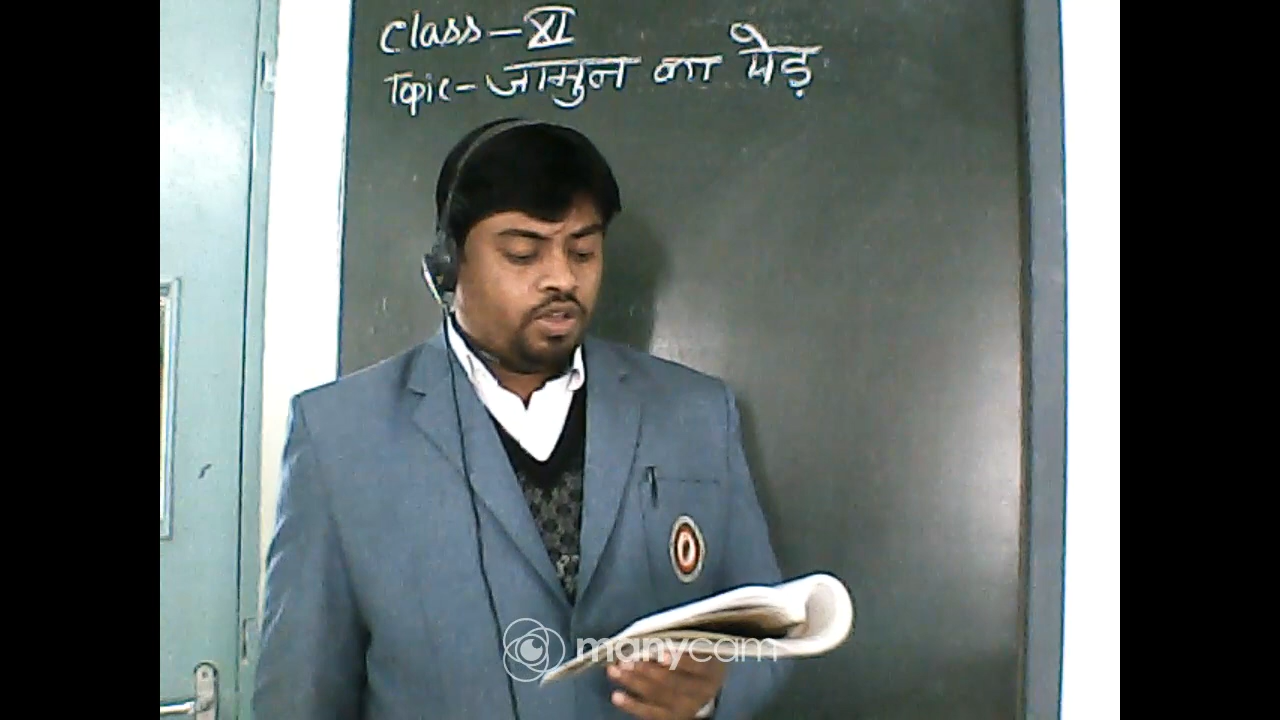 Class - XI
Topic - जामुन का पेड़
manycam